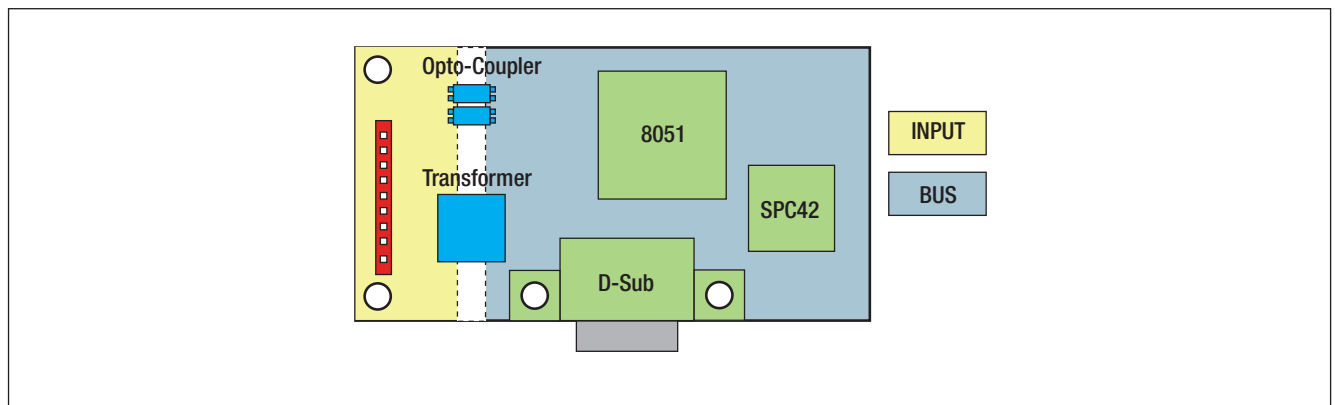 Opto-Coupler
8051
INPUT
Transformer
BUS
SPC42
D-Sub